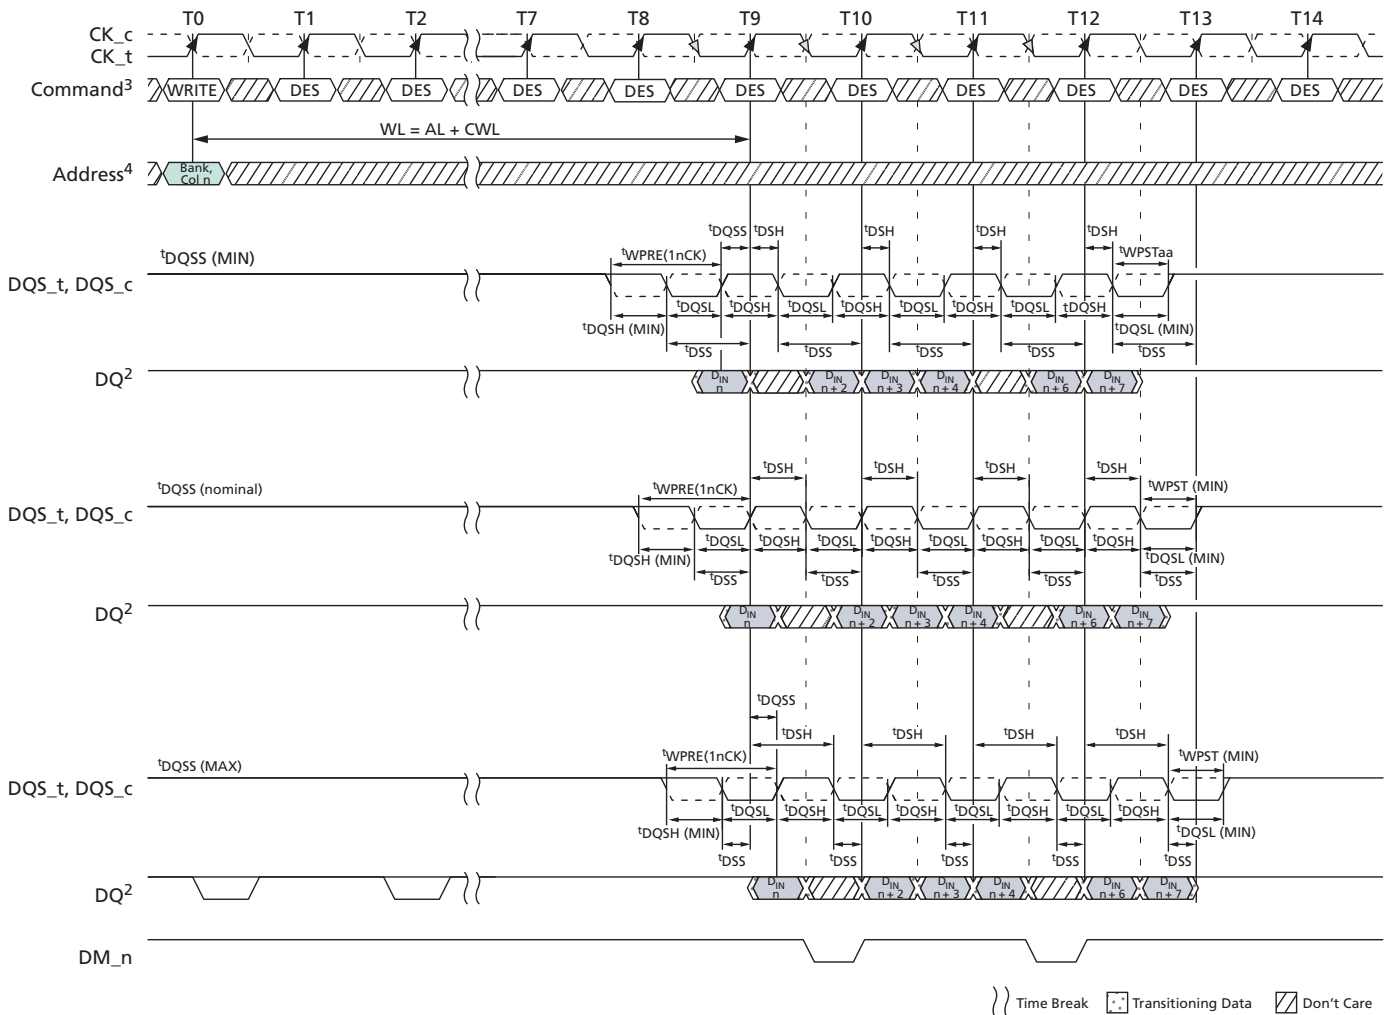 T0 T1 T2 T7 T8 T9 T10 T11 T12 T13 T14
CK_c
CK_t
Command3 WRITE DES DES DES DES DES DES DES DES DES DES
WL = AL + CWL
Address4 Bank, Col n
tDQSS tDSH tDSH tDSH tDSH
tDQSS (MIN) tWPRE(1nCK) tWPSTaa
DQS_t, DQS_c
tDQSL tDQSH tDQSL tDQSH tDQSL tDQSH tDQSL tDQSH
tDQSH (MIN) tDQSL (MIN)
tDSS tDSS tDSS tDSS tDSS
DQ2 DIN n DIN n + 2 DIN n + 3 DIN n + 4 DIN n + 6 DIN n + 7
tDSH tDSH tDSH tDSH
tDQSS (nominal) tWPRE(1nCK) tWPST (MIN)
DQS_t, DQS_c
tDQSL tDQSH tDQSL tDQSH tDQSL tDQSH tDQSL tDQSH
tDQSH (MIN) tDQSL (MIN)
tDSS tDSS tDSS tDSS tDSS
DQ2 DIN n DIN n + 2 DIN n + 3 DIN n + 4 DIN n + 6 DIN n + 7
tDQSS
tDSH tDSH tDSH tDSH
tDQSS (MAX) tWPRE(1nCK) tWPST (MIN)
DQS_t, DQS_c
tDQSL tDQSH tDQSL tDQSH tDQSL tDQSH tDQSL tDQSH
tDQSH (MIN) tDQSL (MIN)
tDSS tDSS tDSS tDSS tDSS
DQ2 DIN n DIN n + 2 DIN n + 3 DIN n + 4 DIN n + 6 DIN n + 7
DM_n
Time Break Transitioning Data Don't Care